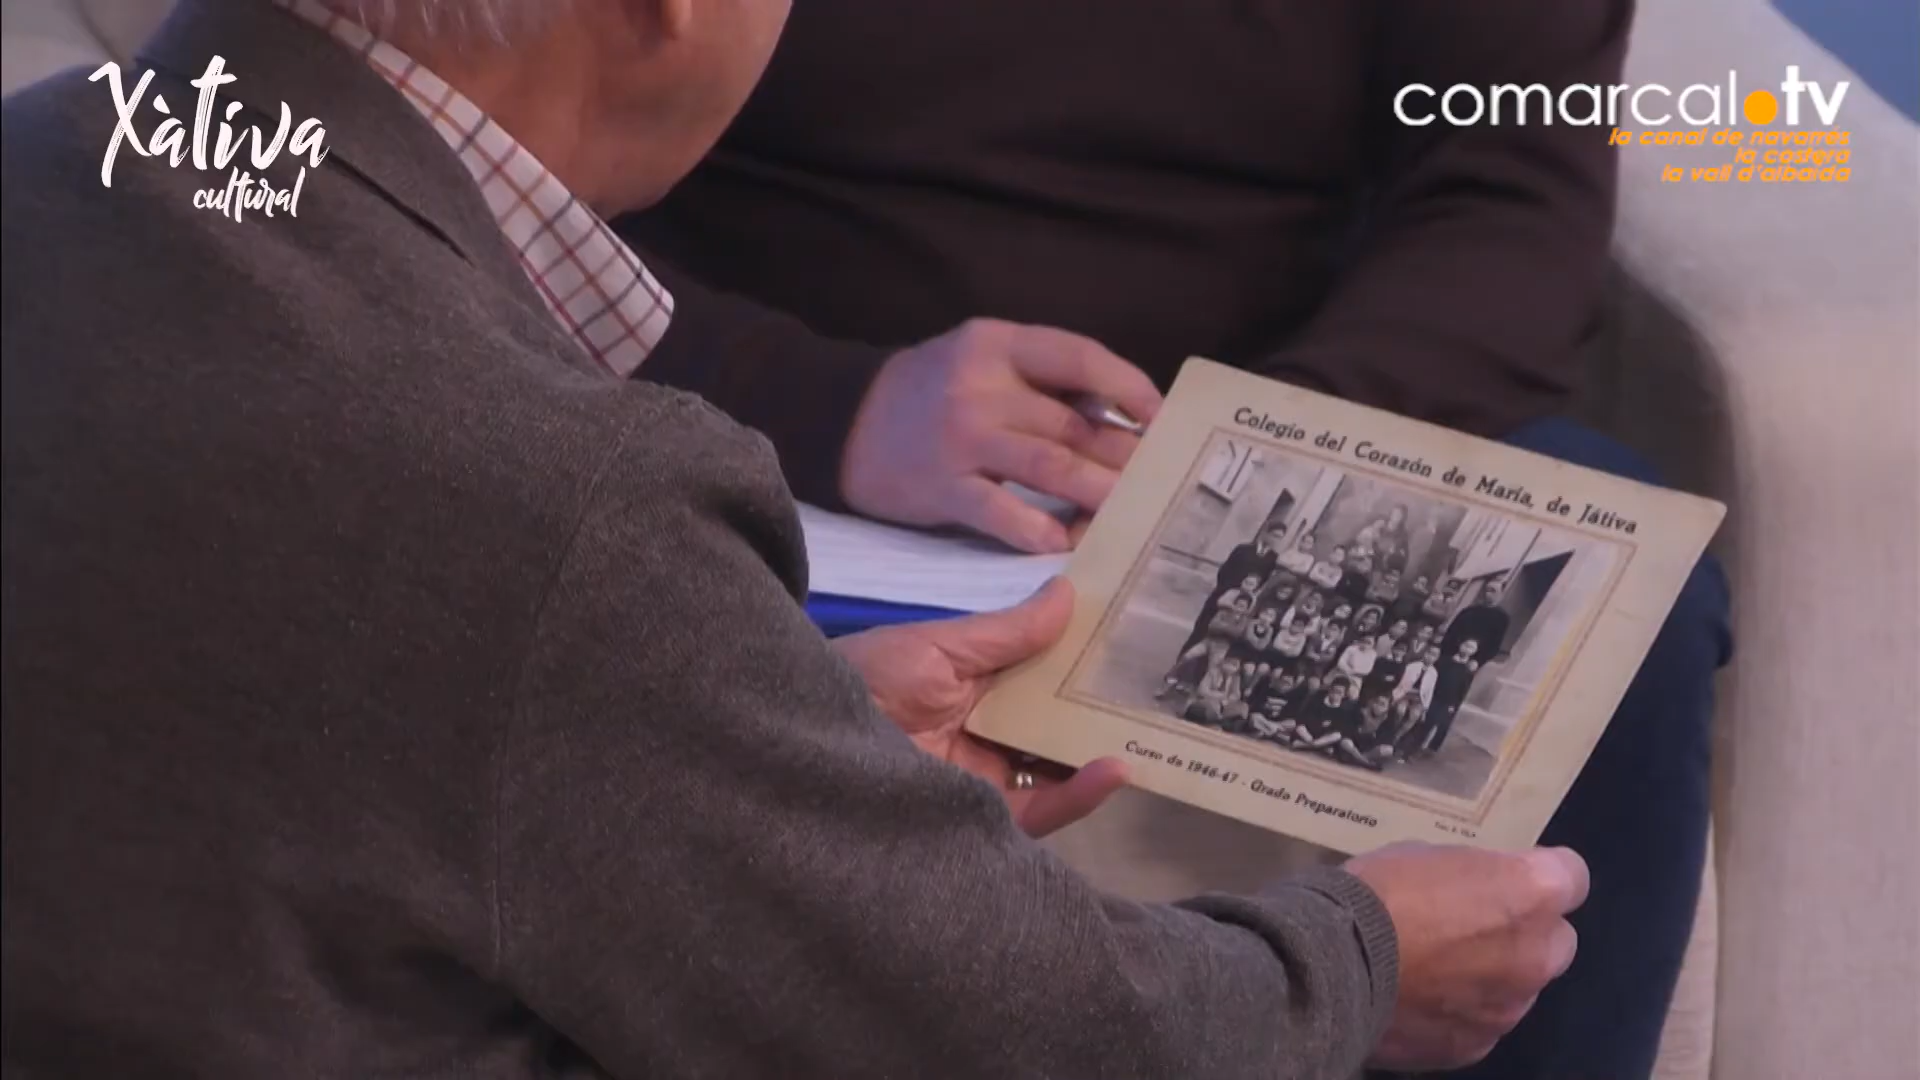 Xàtiva
cultural
comarcal.tv
la canal de navarrés
la costera
la vall d'albaida
Colegio del Corazón de María, de Játiva
Curso de 1946-47 - Grado Preparatorio